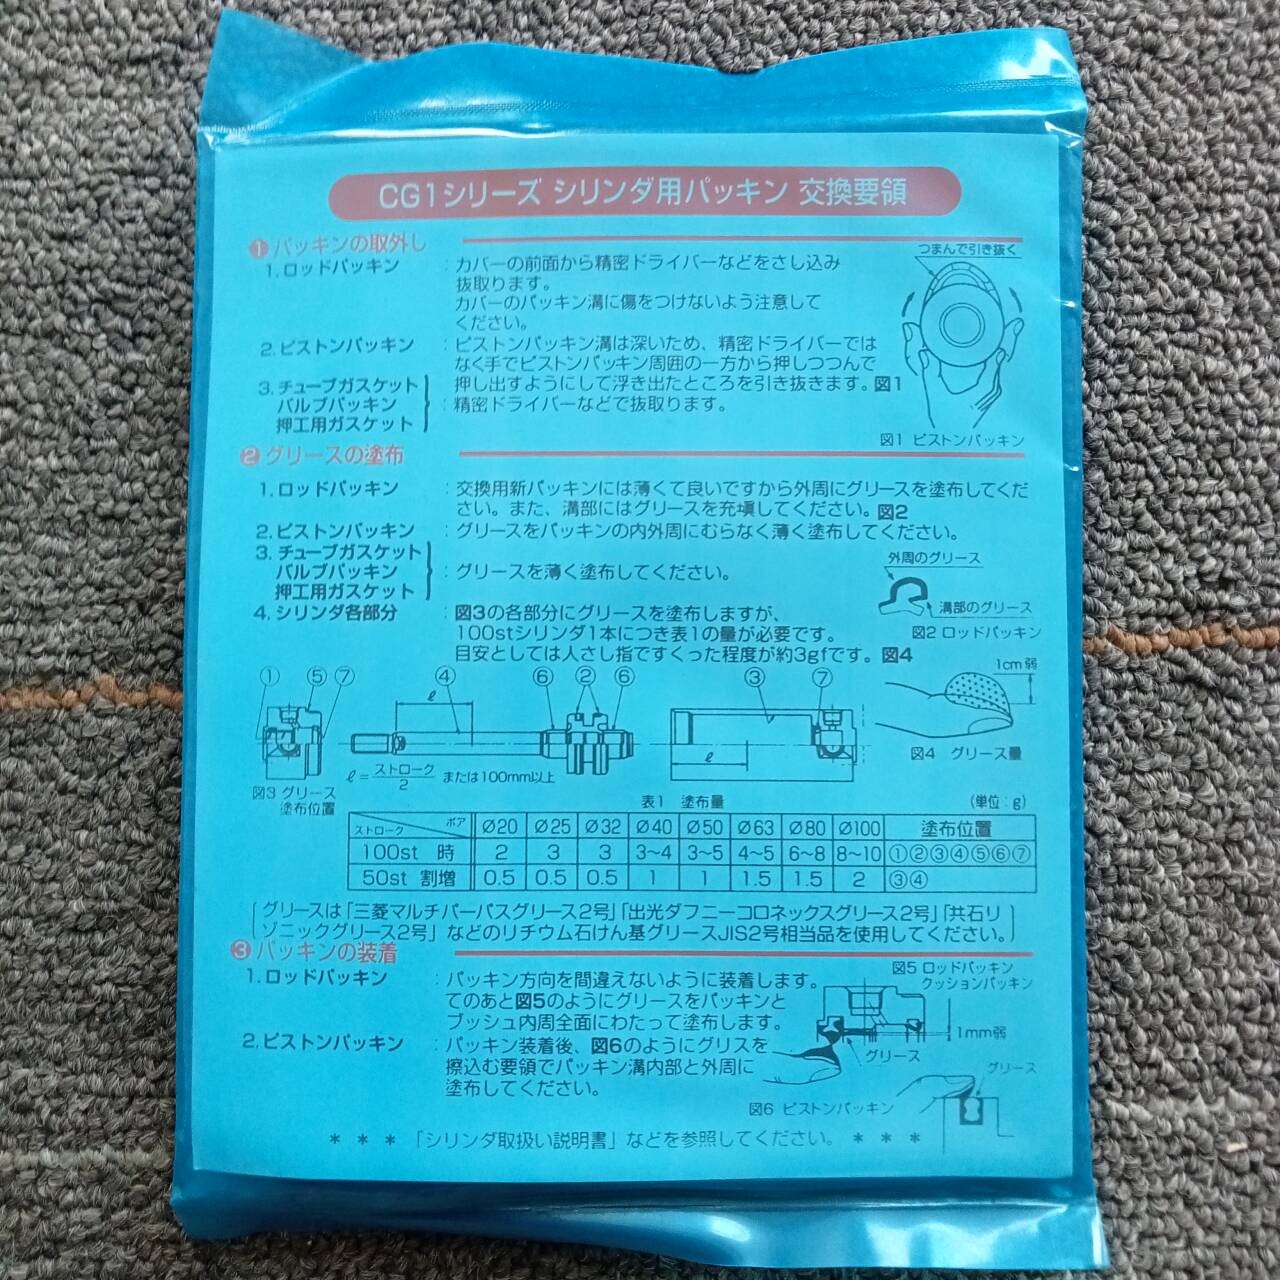 CG1シリーズ シリンダ用パッキン 交換要領
❶パッキンの取外し
つまんで引き抜く
1.ロッドパッキン:カバーの前面から精密ドライバーなどをさし込み
抜取ります。
カバーのパッキン溝に傷をつけないよう注意して
ください。
2.ピストンパッキン:ピストンパッキン溝は深いため、精密ドライバーでは
なく手でピストンパッキン周囲の一方から押しつつんで
押し出すようにして浮き出たところを引き抜きます。図1
3.チューブガスケット
バルブパッキン:精密ドライバーなどで抜取ります。
押工用ガスケット
図1 ピストンパッキン
❷グリースの塗布
1.ロッドパッキン:交換用新パッキンには薄くて良いですから外周にグリースを塗布してくだ
さい。また、溝部にはグリースを充填してください。図2
2.ピストンパッキン:グリースをパッキンの内外周にむらなく薄く塗布してください。
3.チューブガスケット
バルブパッキン:グリースを薄く塗布してください。
押工用ガスケット
外周のグリース
溝部のグリース
図2 ロッドパッキン
4.シリンダ各部分:図3の各部分にグリースを塗布しますが、
100stシリンダ1本につき表1の量が必要です。
目安としては人さし指ですくった程度が約3gfです。図4
① ⑤ ⑦ ④ ⑥ ② ⑥ ③ ⑦
1cm弱
ℓ
ℓ
ℓ=ストローク/2 または100mm以上
図3 グリース
塗布位置
図4 グリース量
表1 塗布量 (単位:g)
ストローク ボア Ø20 Ø25 Ø32 Ø40 Ø50 Ø63 Ø80 Ø100 塗布位置
100st 時 2 3 3 3~4 3~5 4~5 6~8 8~10 ①②③④⑤⑥⑦
50st 割増 0.5 0.5 0.5 1 1 1.5 1.5 2 ③④
グリースは「三菱マルチパーパスグリース2号」「出光ダフニーコロネックスグリース2号」「共石リ
ゾニックグリース2号」などのリチウム石けん基グリースJIS2号相当品を使用してください。
❸パッキンの装着
1.ロッドパッキン:パッキン方向を間違えないように装着します。
てのあと図5のようにグリースをパッキンと
ブッシュ内周全面にわたって塗布します。
図5 ロッドパッキン
クッションパッキン
1mm弱
グリース
2.ピストンパッキン:パッキン装着後、図6のようにグリスを
擦込む要領でパッキン溝内部と外周に
塗布してください。
グリース
図6 ピストンパッキン
* * * 「シリンダ取扱い説明書」などを参照してください。 * * *